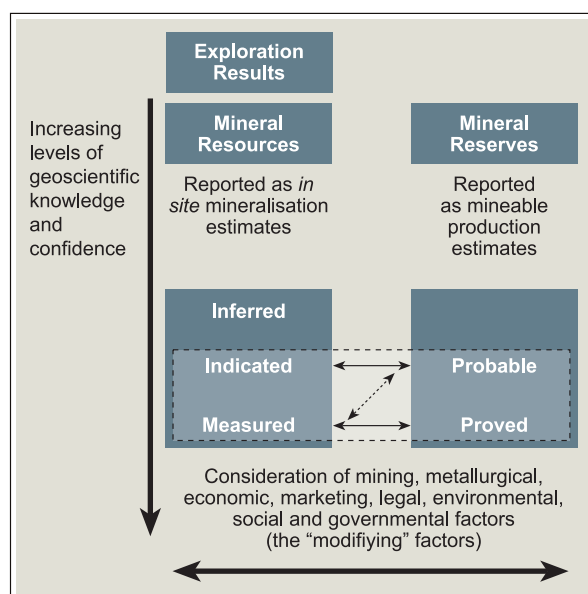 Exploration
Results
Increasing
levels of
geoscientific
knowledge
and
confidence
Mineral
Resources
Mineral
Reserves
Reported as in
site mineralisation
estimates
Reported
as mineable
production
estimates
Inferred
Indicated
Probable
Measured
Proved
Consideration of mining, metallurgical,
economic, marketing, legal, environmental,
social and governmental factors
(the “modifiying” factors)